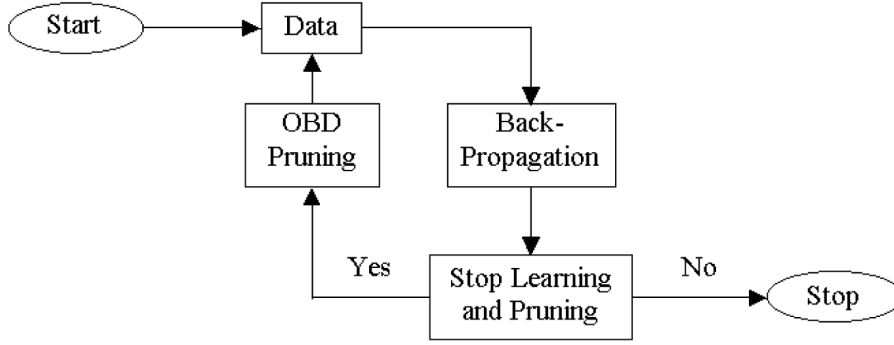 Start
Data
OBD
Pruning
Back-
Propagation
Yes
Stop Learning
and Pruning
No
Stop